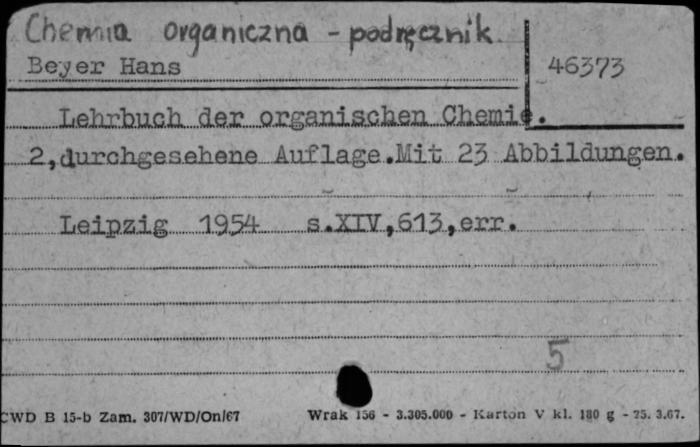 Chemia organiczna - podręcznik
Beyer Hans
46373
Lehrbuch der organischen Chemie.
2,durchgesehene Auflage.Mit 23 Abbildungen.
Leipzig 1954 s.XIV,613,err.
5
CWD B 15-b Zam. 307/WD/On/67 Wrak 156 - 3.305.000 - Karton V kl. 180 g - 25. 3.67.